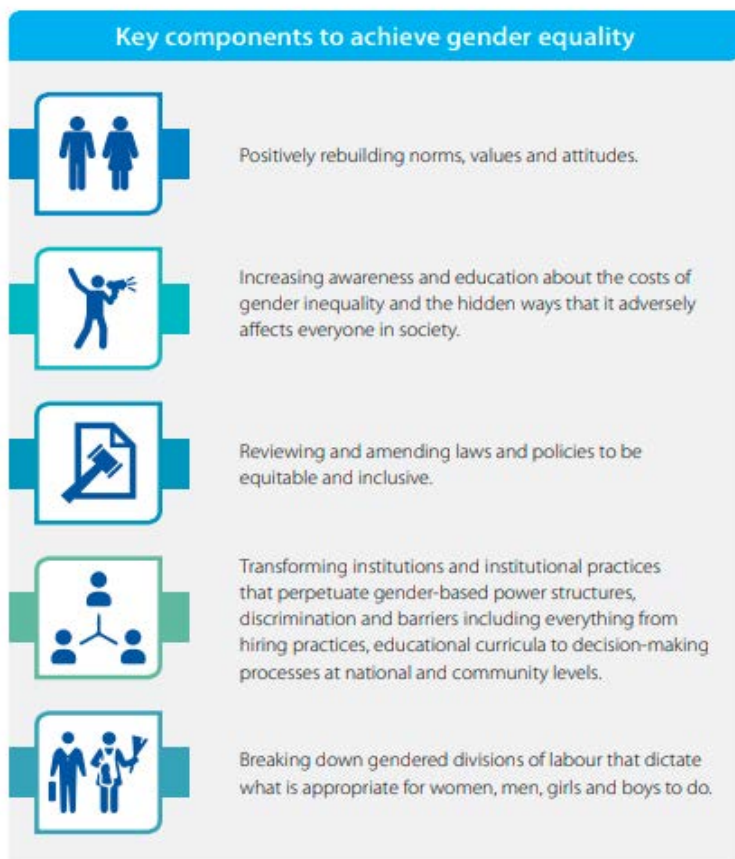 Key components to achieve gender equality
Positively rebuilding norms, values and attitudes.
Increasing awareness and education about the costs of
gender inequality and the hidden ways that it adversely
affects everyone in society.
Reviewing and amending laws and policies to be
equitable and inclusive.
Transforming institutions and institutional practices
that perpetuate gender-based power structures,
discrimination and barriers including everything from
hiring practices, educational curricula to decision-making
processes at national and community levels.
Breaking down gendered divisions of labour that dictate
what is appropriate for women, men, girls and boys to do.